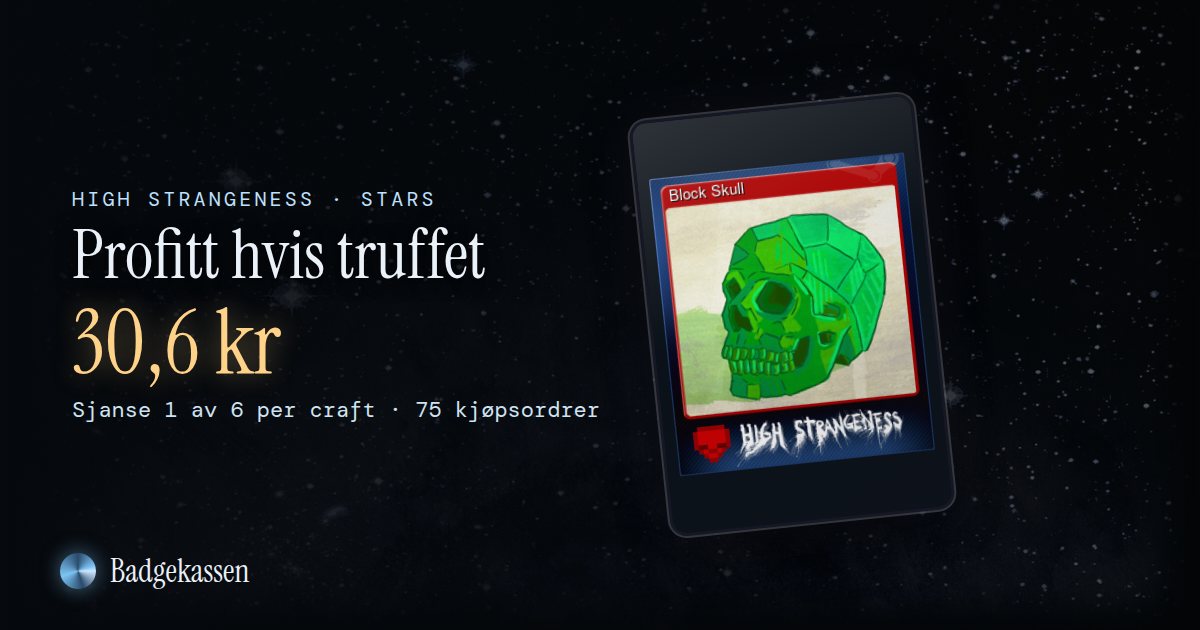 HIGH STRANGENESS · STARS
Profitt hvis truffet
30,6 kr
Sjanse 1 av 6 per craft · 75 kjøpsordrer
Block Skull
HIGH STRANGENESS
Badgekassen